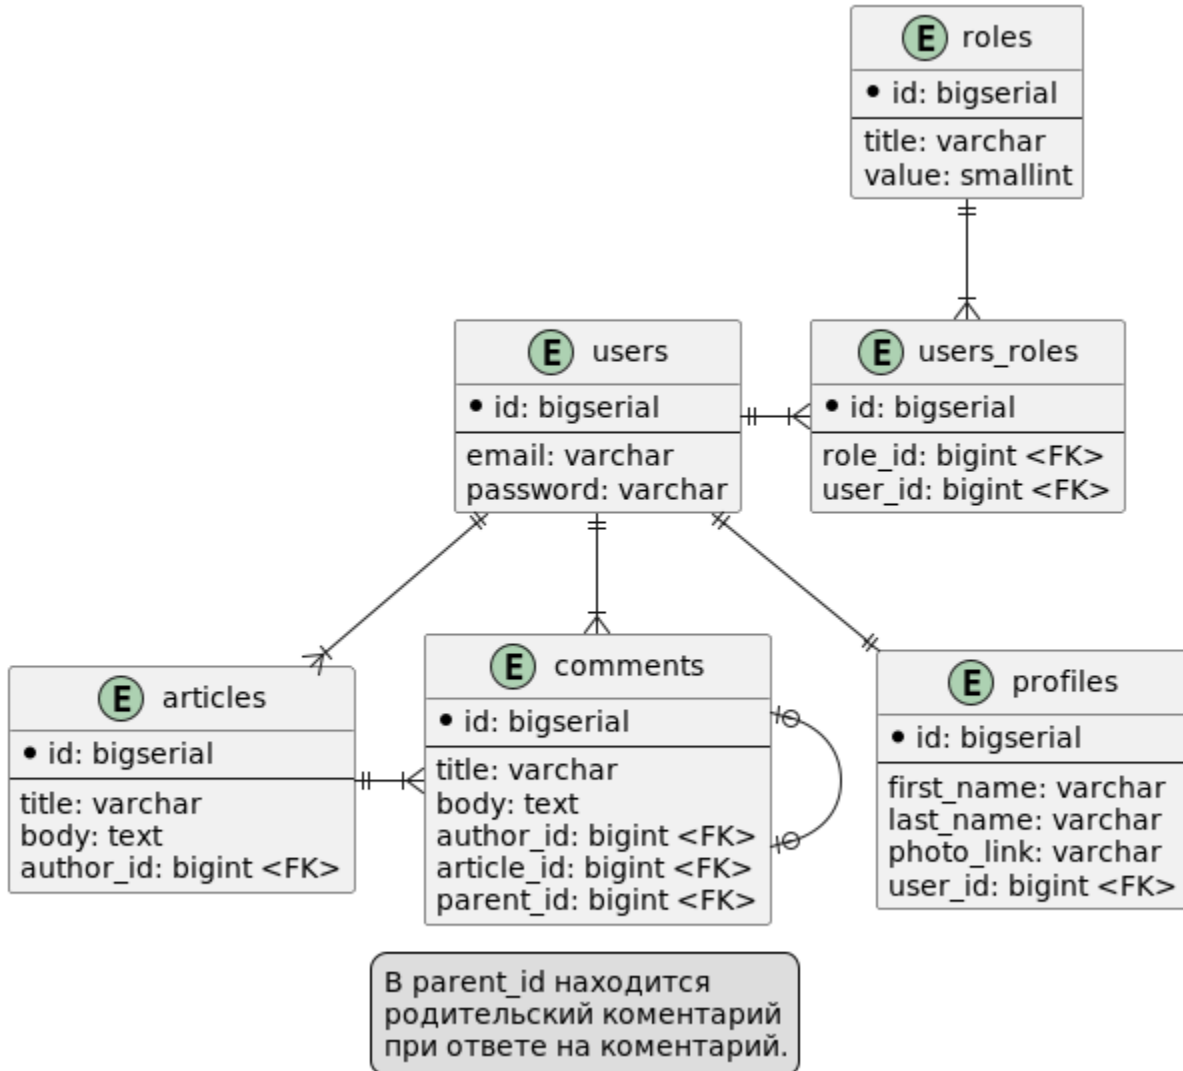 E roles
id: bigserial
title: varchar
value: smallint
E users
id: bigserial
email: varchar
password: varchar
E users_roles
id: bigserial
role_id: bigint <FK>
user_id: bigint <FK>
E articles
id: bigserial
title: varchar
body: text
author_id: bigint <FK>
E comments
id: bigserial
title: varchar
body: text
author_id: bigint <FK>
article_id: bigint <FK>
parent_id: bigint <FK>
E profiles
id: bigserial
first_name: varchar
last_name: varchar
photo_link: varchar
user_id: bigint <FK>
В parent_id находится
родительский коментарий
при ответе на коментарий.